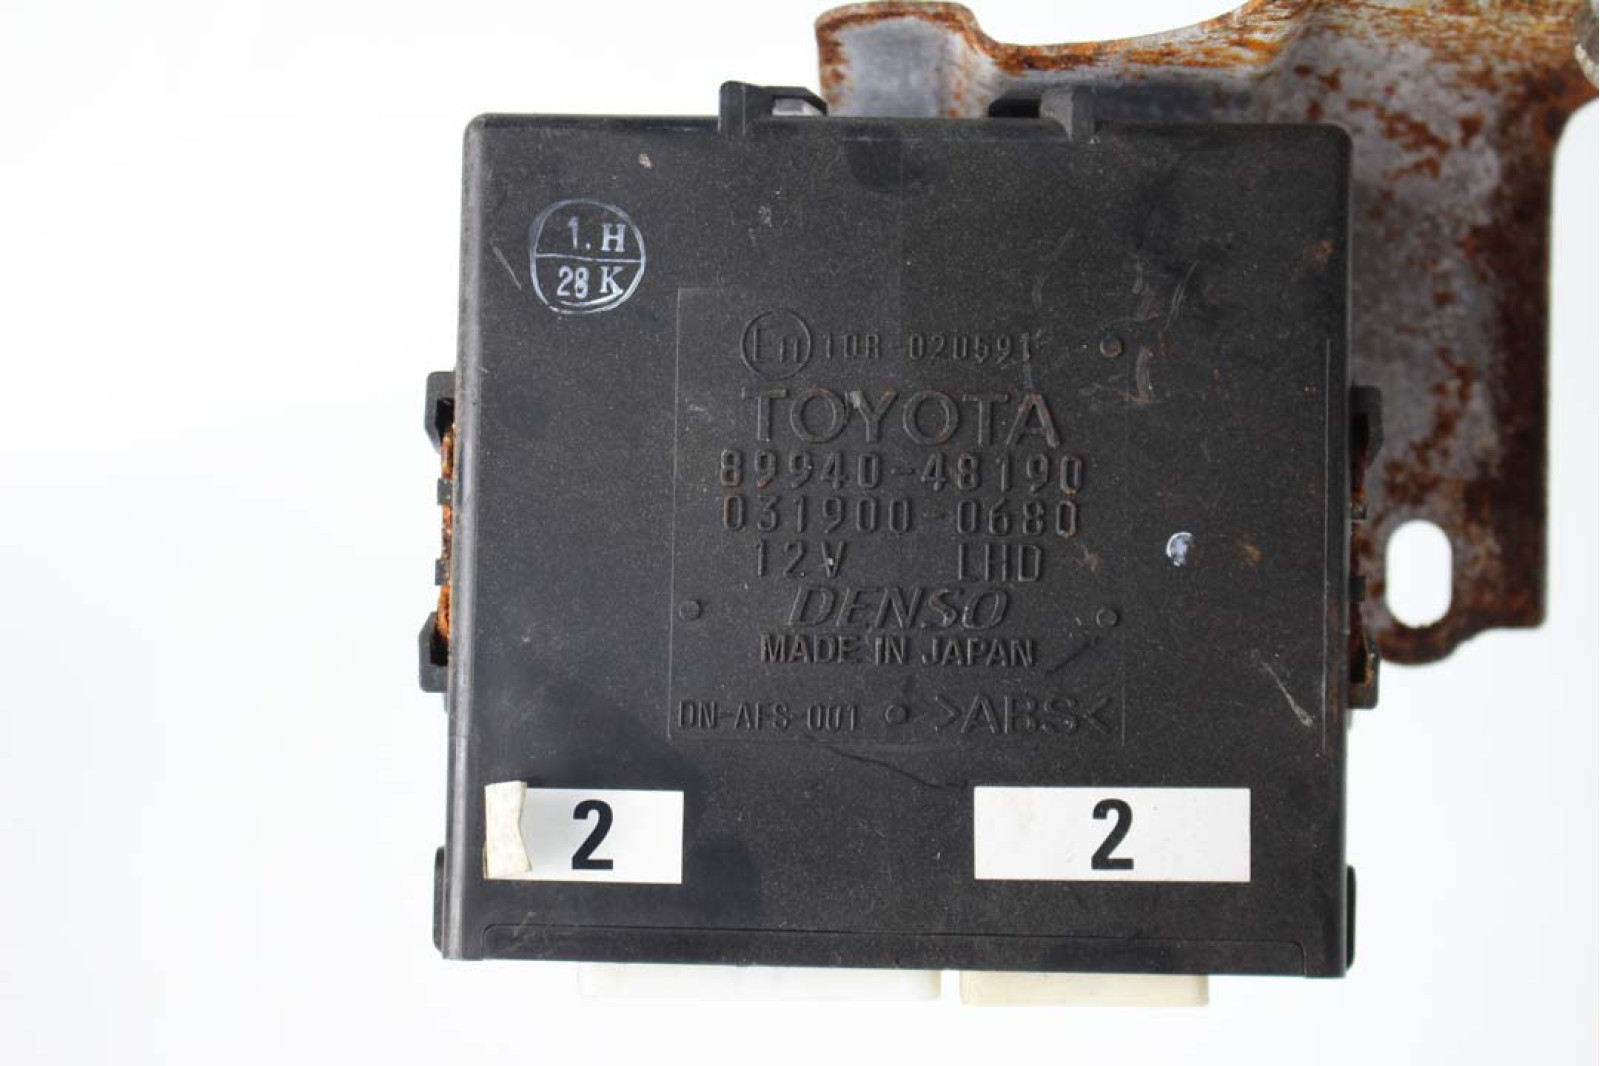 1. H
28 K
E11 10R-020591
TOYOTA
89940-48190
031900-0680
12V LHD
DENSO
MADE IN JAPAN
DN-AFS-001 >ABS<
2 2